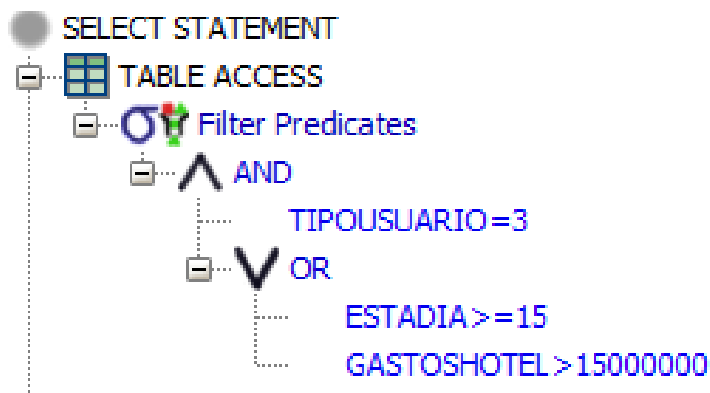 SELECT STATEMENT
TABLE ACCESS
Filter Predicates
AND
TIPOUSUARIO=3
OR
ESTADIA>=15
GASTOSHOTEL>15000000